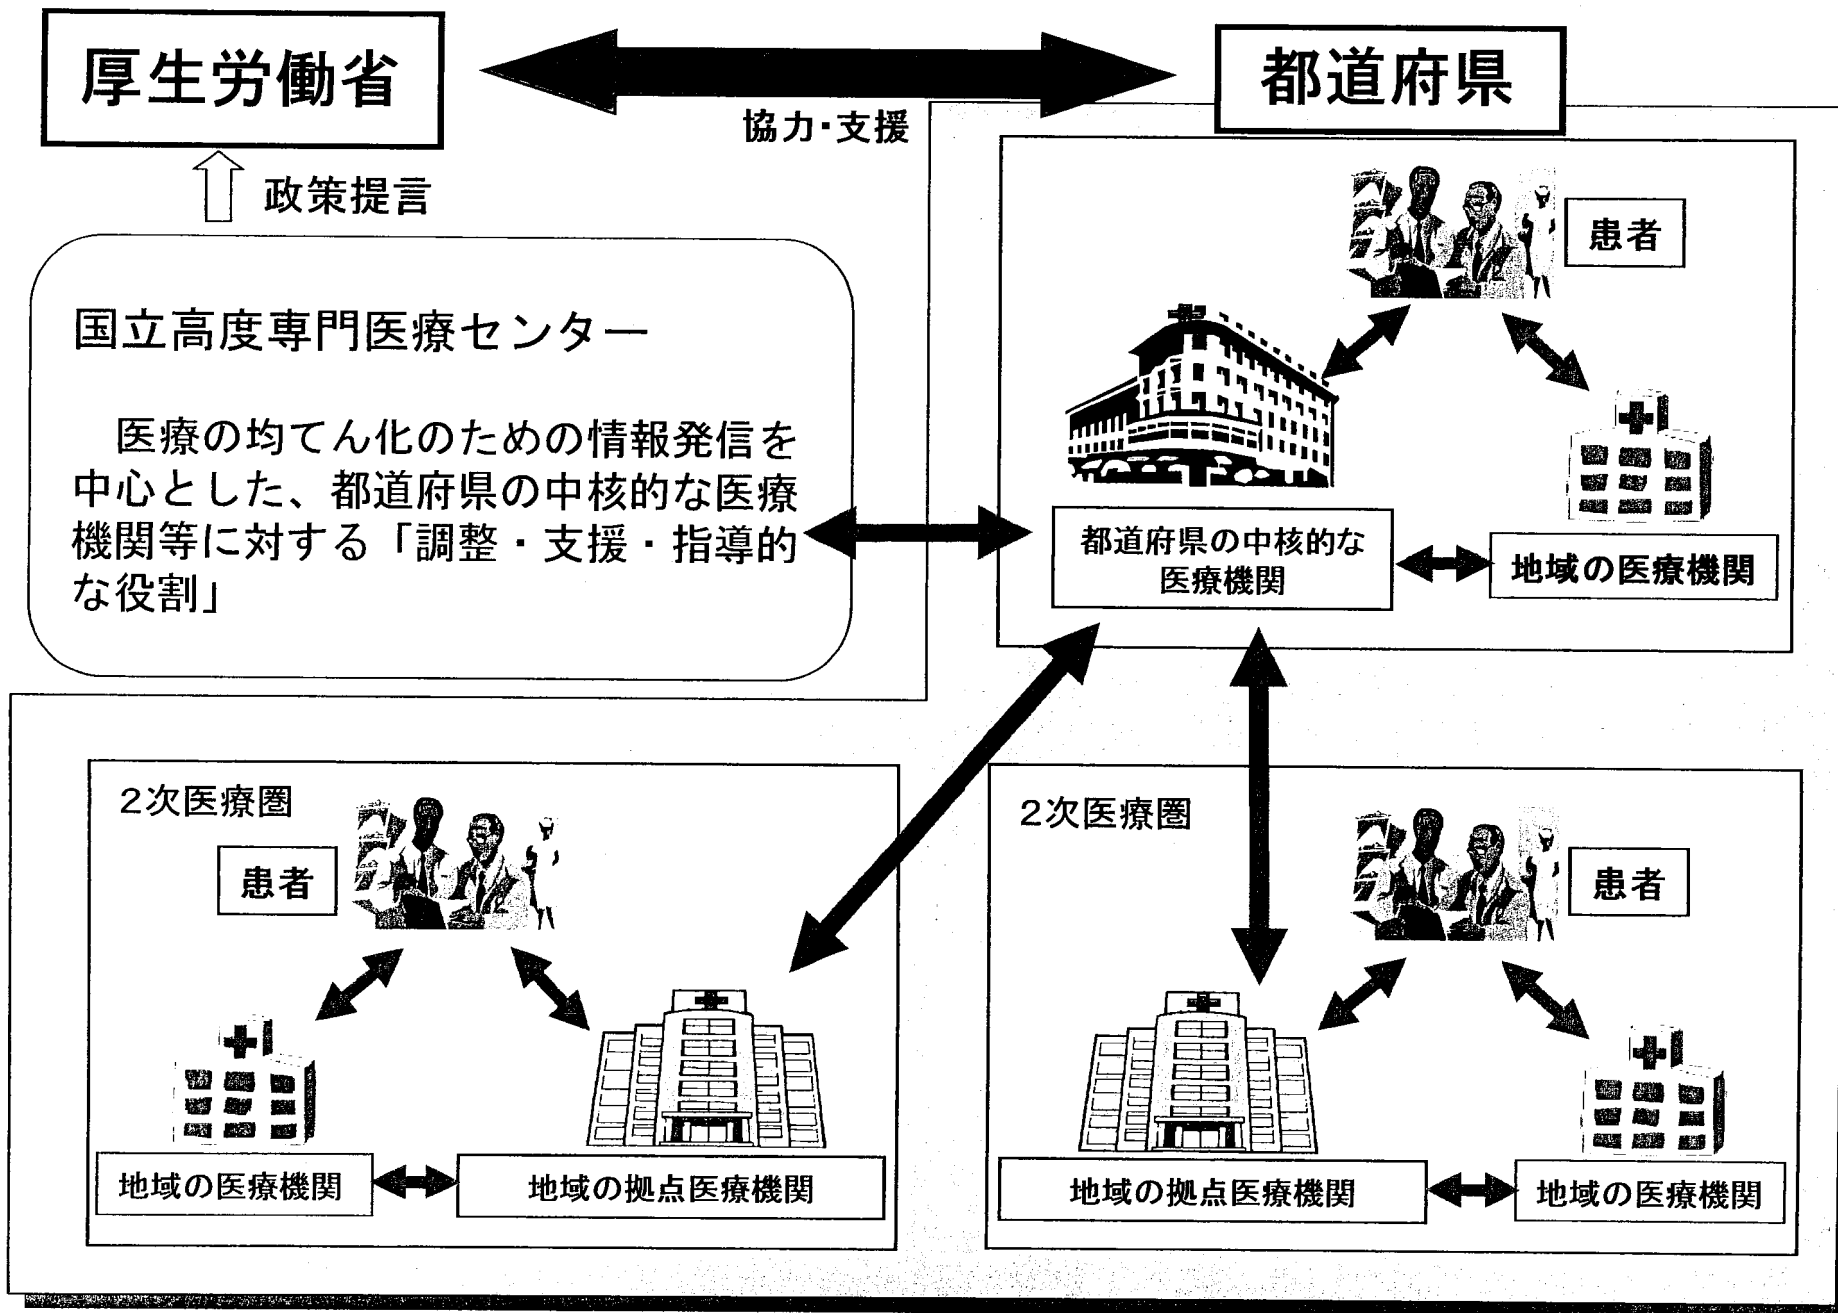 厚生労働省
都道府県
協力・支援
政策提言
国立高度専門医療センター
医療の均てん化のための情報発信を
中心とした、都道府県の中核的な医療
機関等に対する「調整・支援・指導的
な役割」
患者
都道府県の中核的な
医療機関
地域の医療機関
2次医療圏
患者
地域の医療機関
地域の拠点医療機関
2次医療圏
患者
地域の拠点医療機関
地域の医療機関